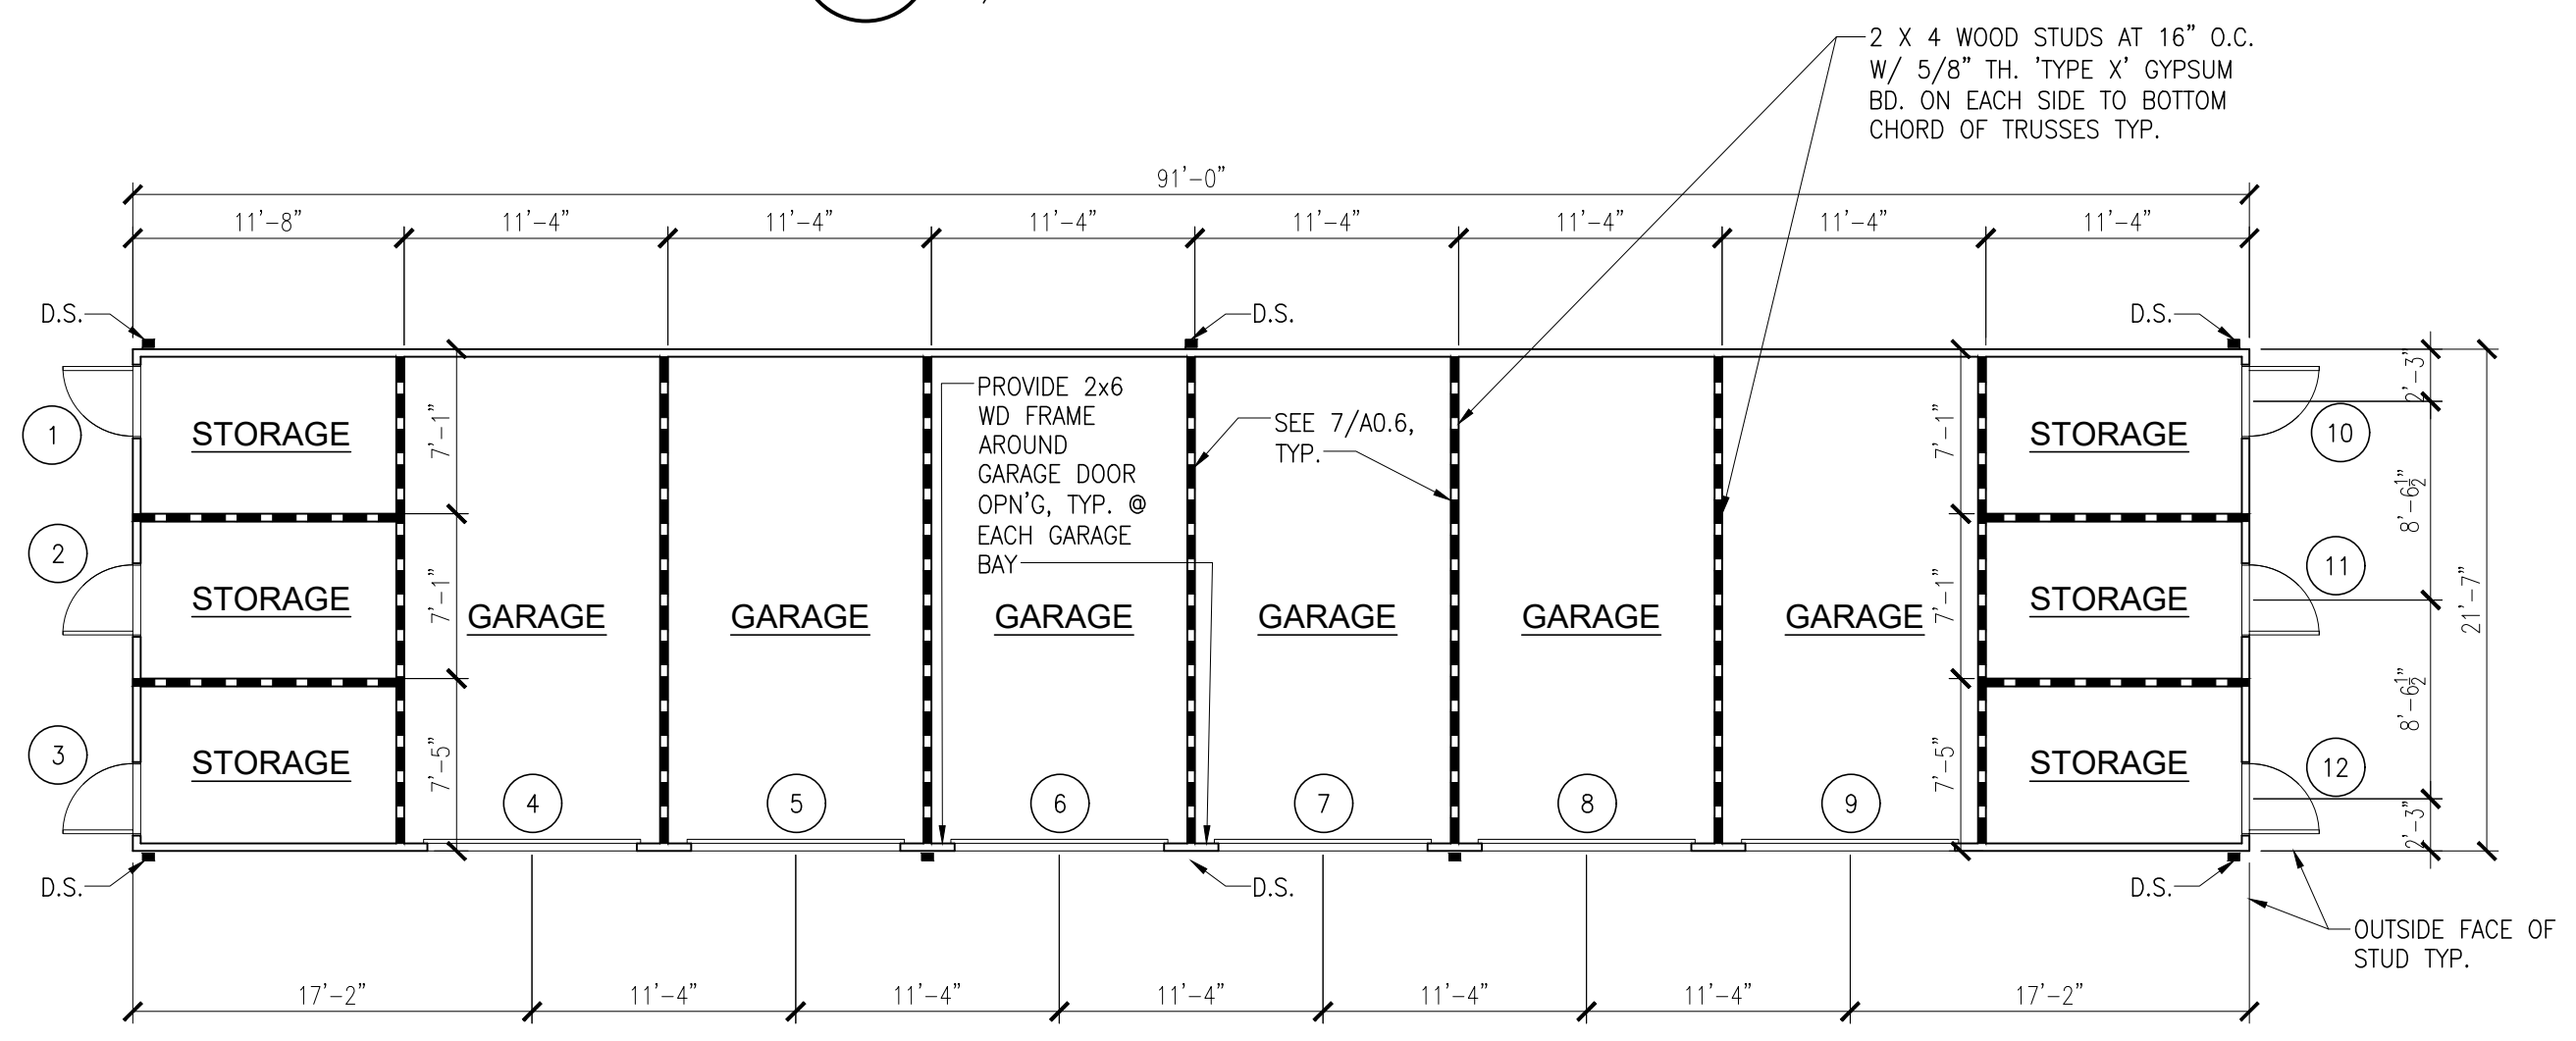 2 X 4 WOOD STUDS AT 16" O.C.
W/ 5/8" TH. 'TYPE X' GYPSUM
BD. ON EACH SIDE TO BOTTOM
CHORD OF TRUSSES TYP.
91'-0"
11'-8"
11'-4"
11'-4"
11'-4"
11'-4"
11'-4"
11'-4"
11'-4"
D.S.
D.S.
D.S.
2'-3"
PROVIDE 2x6
WD FRAME
AROUND
GARAGE DOOR
OPN'G, TYP. @
EACH GARAGE
BAY
SEE 7/A0.6,
TYP.
1
STORAGE
7'-1"
7'-1"
STORAGE
10
8'-6½"
2
STORAGE
7'-1"
GARAGE
GARAGE
GARAGE
GARAGE
GARAGE
GARAGE
7'-1"
STORAGE
11
21'-7"
8'-6½"
3
STORAGE
7'-5"
4
5
6
7
8
9
7'-5"
STORAGE
12
2'-3"
D.S.
D.S.
D.S.
OUTSIDE FACE OF
STUD TYP.
17'-2"
11'-4"
11'-4"
11'-4"
11'-4"
11'-4"
17'-2"